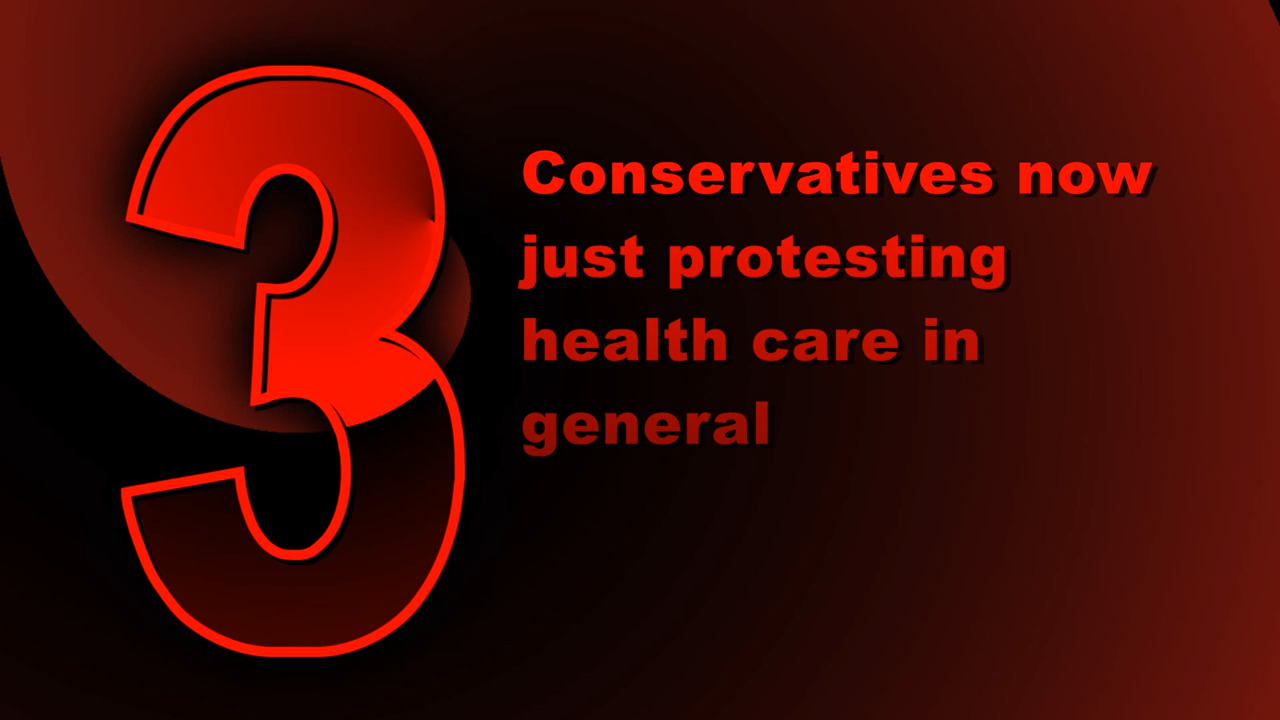 3
Conservatives now
just protesting
health care in
general